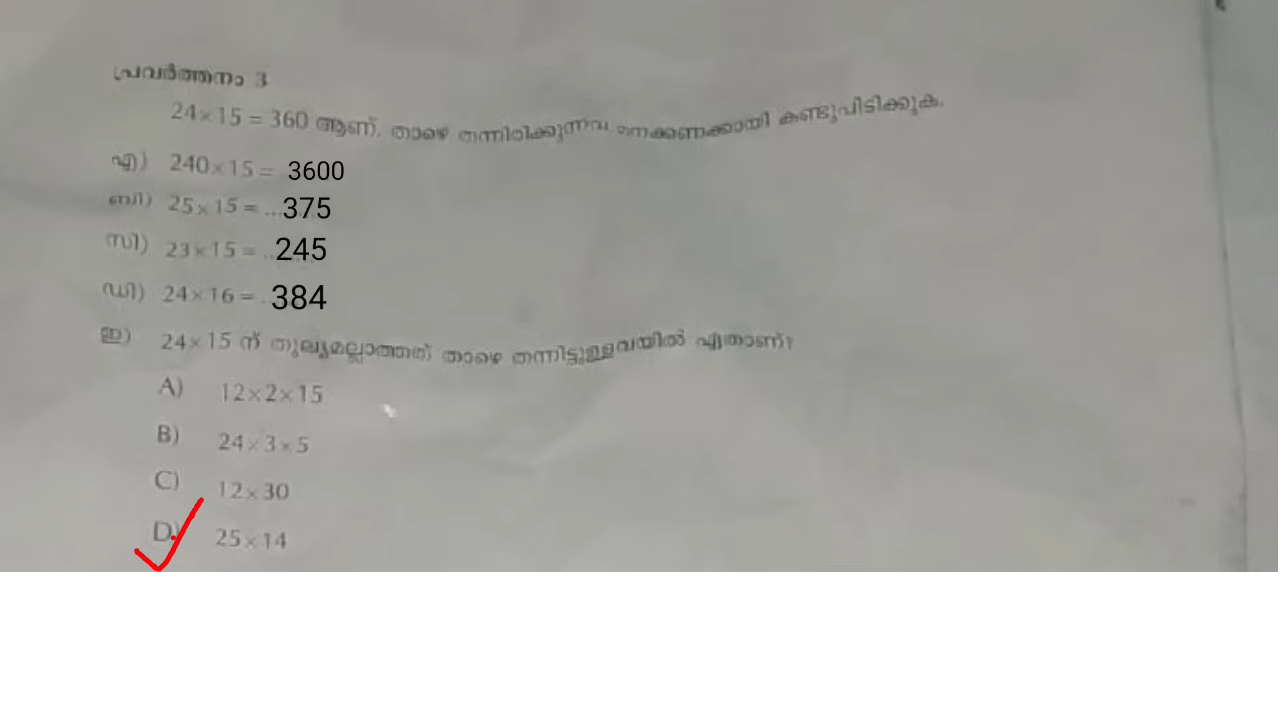 പ്രവർത്തനം 3
24×15 = 360 ആണ്. താഴെ തന്നിരിക്കുന്നവ മനക്കണക്കായി കണ്ടുപിടിക്കുക.
എ) 240×15 = 3600
ബി) 25×15 = ...375
സി) 23×15 = ..245
ഡി) 24×16 = ..384
ഇ) 24×15 ന് തുല്യമല്ലാത്തത് താഴെ തന്നിട്ടുള്ളവയിൽ ഏതാണ്?
A) 12×2×15
B) 24×3×5
C) 12×30
D) 25×14